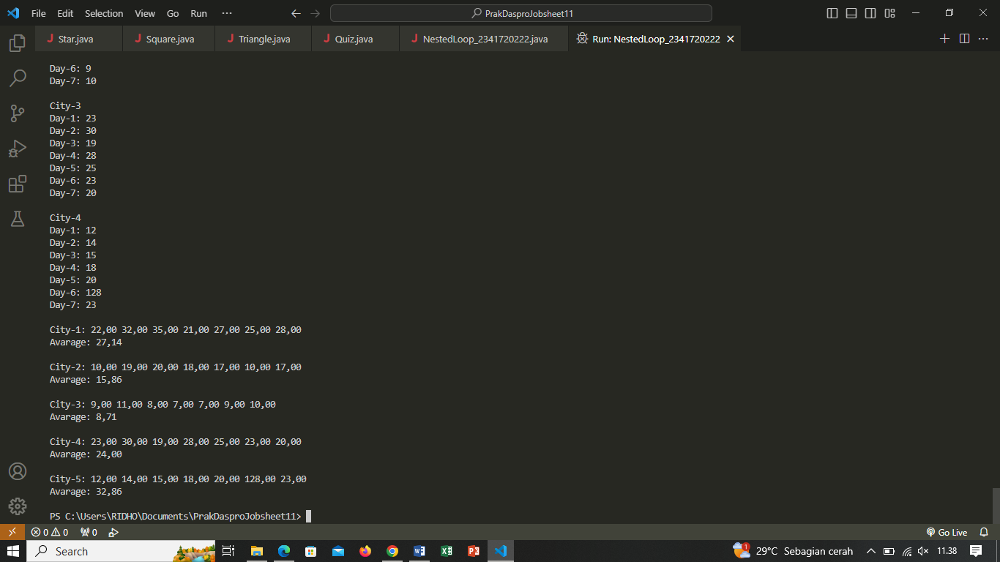 File Edit Selection View Go Run ··· PrakDasproJobsheet11
Star.java Square.java Triangle.java Quiz.java NestedLoop_2341720222.java Run: NestedLoop_2341720222
Day-6: 9
Day-7: 10
City-3
Day-1: 23
Day-2: 30
Day-3: 19
Day-4: 28
Day-5: 25
Day-6: 23
Day-7: 20
City-4
Day-1: 12
Day-2: 14
Day-3: 15
Day-4: 18
Day-5: 20
Day-6: 128
Day-7: 23
City-1: 22,00 32,00 35,00 21,00 27,00 25,00 28,00
Avarage: 27,14
City-2: 10,00 19,00 20,00 18,00 17,00 10,00 17,00
Avarage: 15,86
City-3: 9,00 11,00 8,00 7,00 7,00 9,00 10,00
Avarage: 8,71
City-4: 23,00 30,00 19,00 28,00 25,00 23,00 20,00
Avarage: 24,00
City-5: 12,00 14,00 15,00 18,00 20,00 128,00 23,00
Avarage: 32,86
PS C:\Users\RIDHO\Documents\PrakDasproJobsheet11>
0 0 0 Go Live
Search 1 29°C Sebagian cerah 11.38